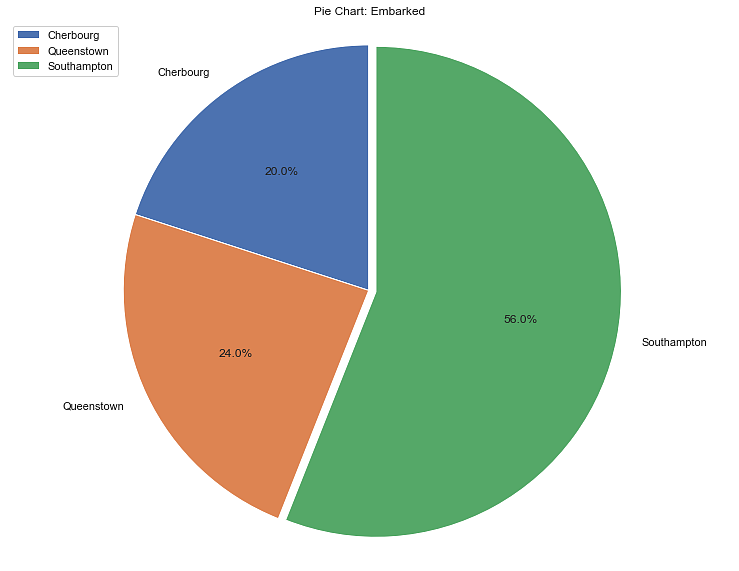 Pie Chart: Embarked
Cherbourg
Queenstown
Southampton
Cherbourg
20.0%
56.0%
Southampton
24.0%
Queenstown